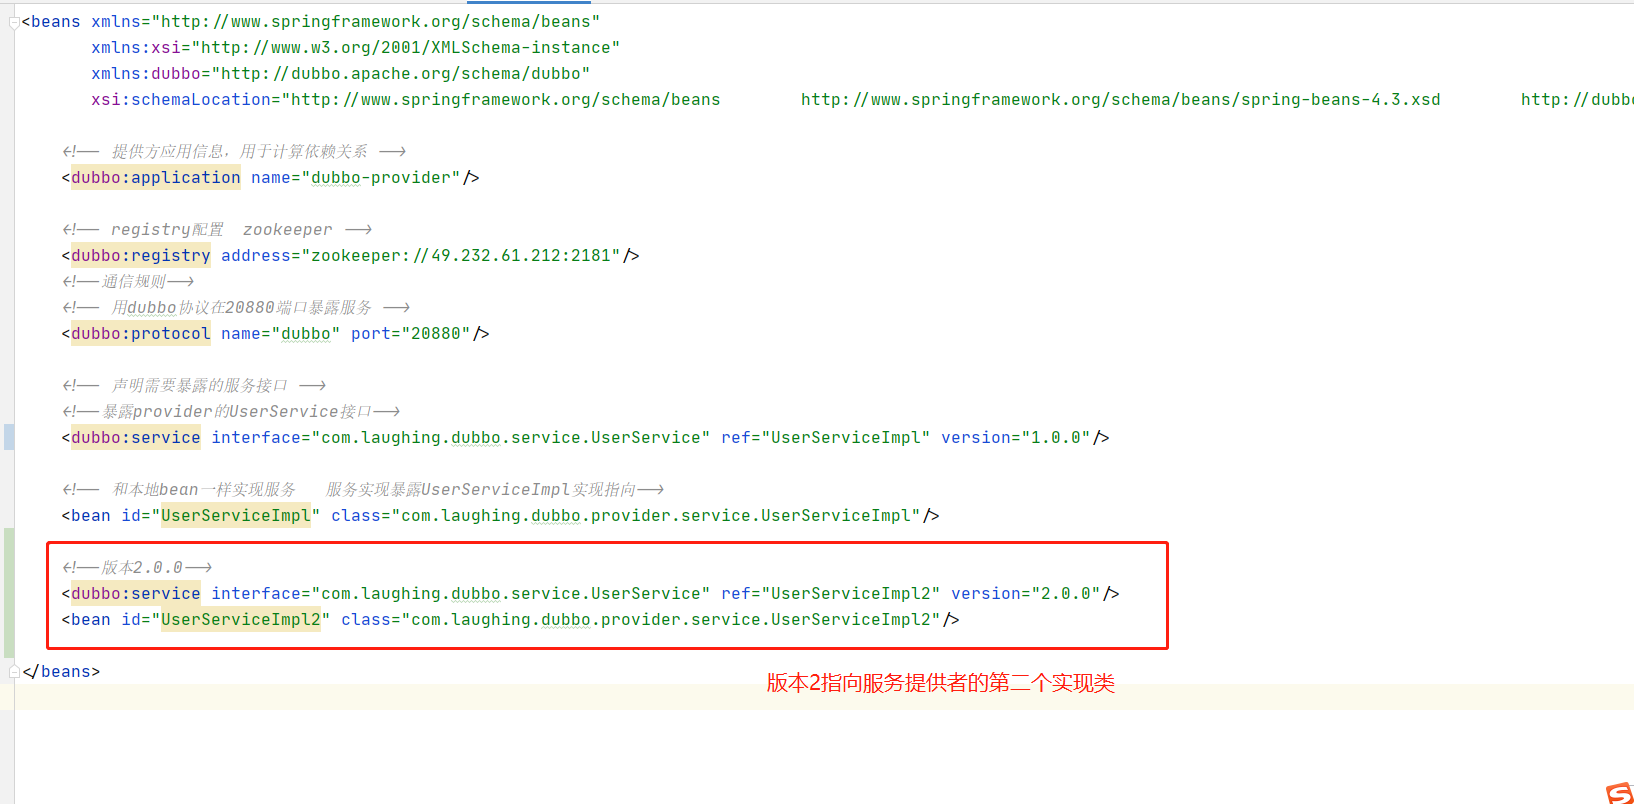 <beans xmlns="http://www.springframework.org/schema/beans"
xmlns:xsi="http://www.w3.org/2001/XMLSchema-instance"
xmlns:dubbo="http://dubbo.apache.org/schema/dubbo"
xsi:schemaLocation="http://www.springframework.org/schema/beans        http://www.springframework.org/schema/beans/spring-beans-4.3.xsd        http://dubb
<!-- 提供方应用信息，用于计算依赖关系 -->
<dubbo:application name="dubbo-provider"/>
<!-- registry配置  zookeeper -->
<dubbo:registry address="zookeeper://49.232.61.212:2181"/>
<!--通信规则-->
<!-- 用dubbo协议在20880端口暴露服务 -->
<dubbo:protocol name="dubbo" port="20880"/>
<!-- 声明需要暴露的服务接口 -->
<!--暴露provider的UserService接口-->
<dubbo:service interface="com.laughing.dubbo.service.UserService" ref="UserServiceImpl" version="1.0.0"/>
<!-- 和本地bean一样实现服务   服务实现暴露UserServiceImpl实现指向-->
<bean id="UserServiceImpl" class="com.laughing.dubbo.provider.service.UserServiceImpl"/>
<!--版本2.0.0-->
<dubbo:service interface="com.laughing.dubbo.service.UserService" ref="UserServiceImpl2" version="2.0.0"/>
<bean id="UserServiceImpl2" class="com.laughing.dubbo.provider.service.UserServiceImpl2"/>
</beans>
版本2指向服务提供者的第二个实现类